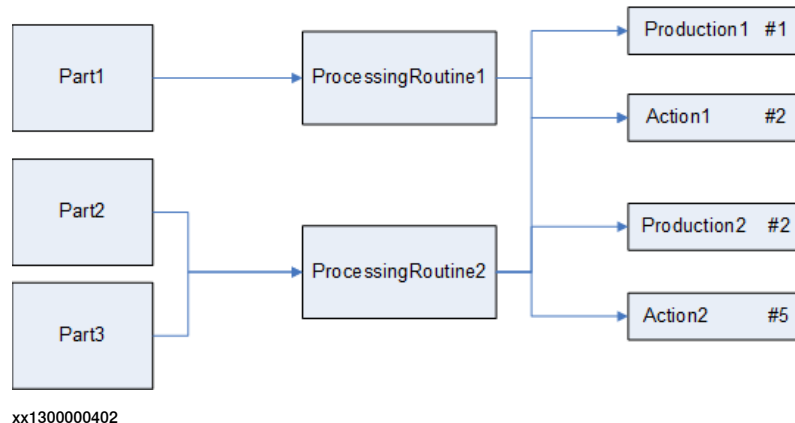 Part1
ProcessingRoutine1
Production1 #1
Action1 #2
Part2
Part3
ProcessingRoutine2
Production2 #2
Action2 #5
xx1300000402